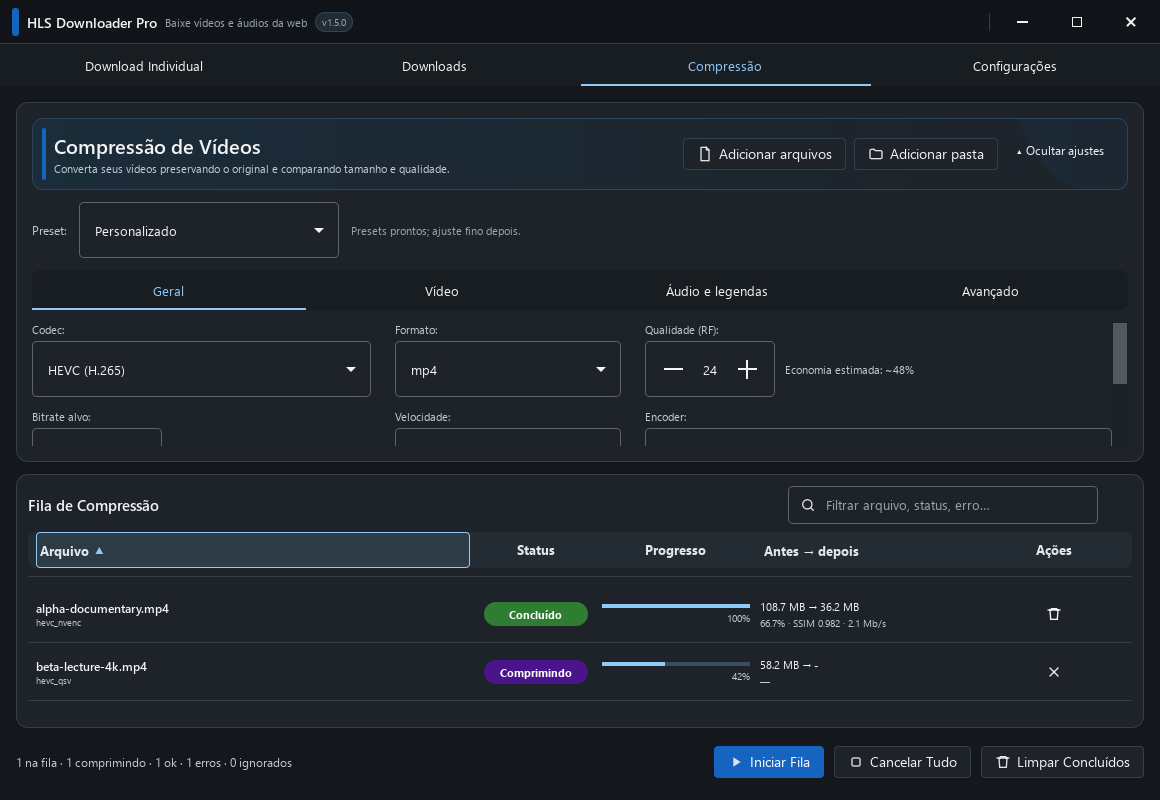 HLS Downloader Pro Baixe vídeos e áudios da web v1.5.0
Download Individual Downloads Compressão Configurações
Compressão de Vídeos
Converta seus vídeos preservando o original e comparando tamanho e qualidade.
Adicionar arquivos Adicionar pasta ▴ Ocultar ajustes
Preset: Personalizado Presets prontos; ajuste fino depois.
Geral Vídeo Áudio e legendas Avançado
Codec: Formato: Qualidade (RF):
HEVC (H.265) mp4 24 Economia estimada: ~48%
Bitrate alvo: Velocidade: Encoder:
Fila de Compressão Filtrar arquivo, status, erro...
Arquivo ▲ Status Progresso Antes → depois Ações
alpha-documentary.mp4 Concluído 108.7 MB → 36.2 MB
hevc_nvenc 100% 66.7% · SSIM 0.982 · 2.1 Mb/s
beta-lecture-4k.mp4 Comprimindo 58.2 MB → -
hevc_qsv 42% —
1 na fila · 1 comprimindo · 1 ok · 1 erros · 0 ignorados
Iniciar Fila Cancelar Tudo Limpar Concluídos